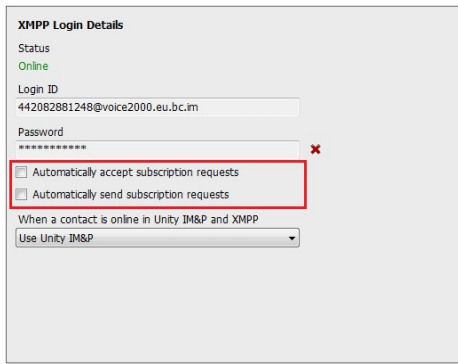 XMPP Login Details
Status
Online
Login ID
442082881248@voice2000.eu.bc.im
Password
***********
Automatically accept subscription requests
Automatically send subscription requests
When a contact is online in Unity IM&P and XMPP
Use Unity IM&P